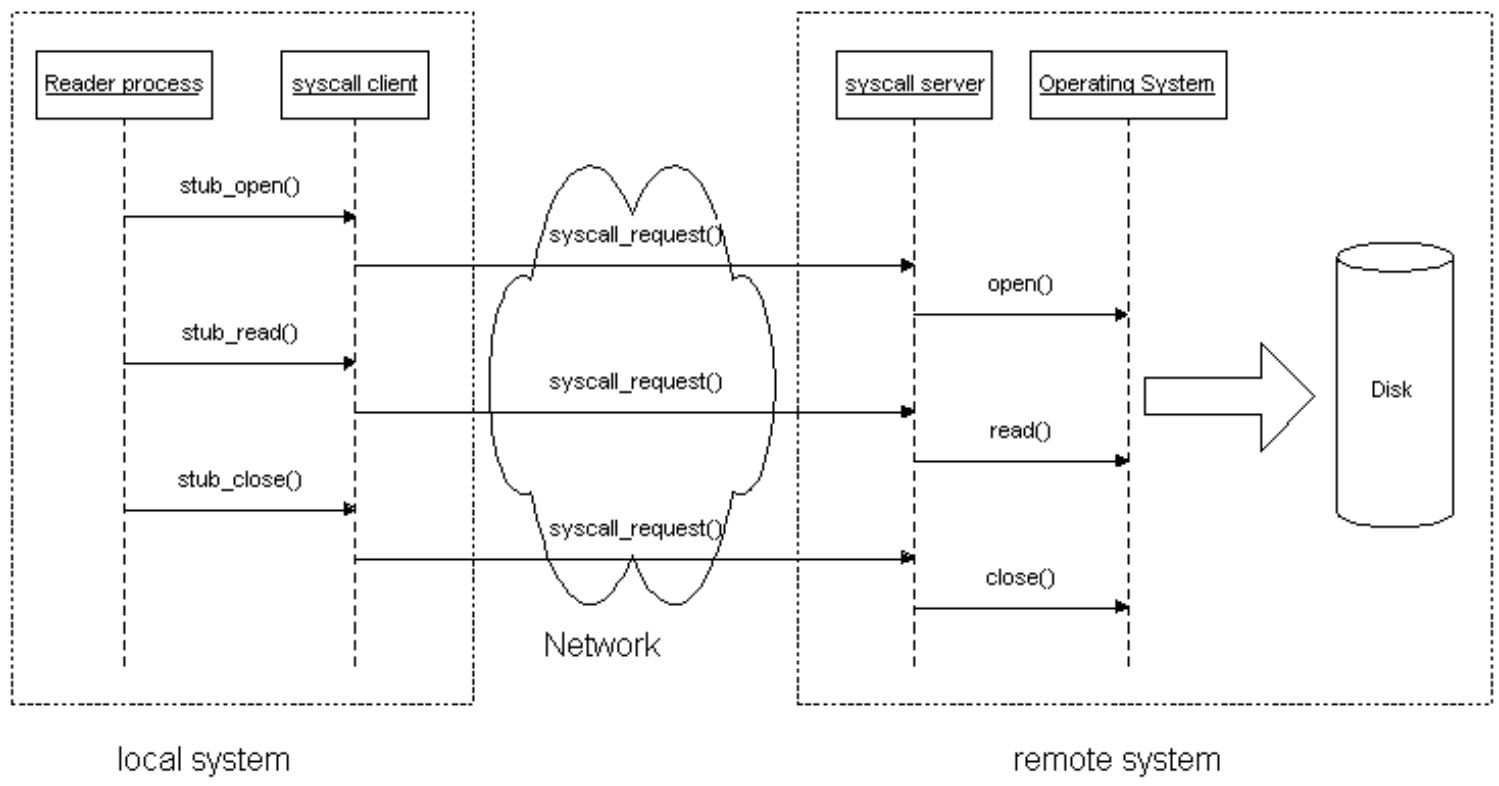 Reader process
syscall client
syscall server
Operating System
stub_open()
syscall_request()
open()
stub_read()
syscall_request()
Disk
read()
stub_close()
syscall_request()
close()
Network
local system
remote system